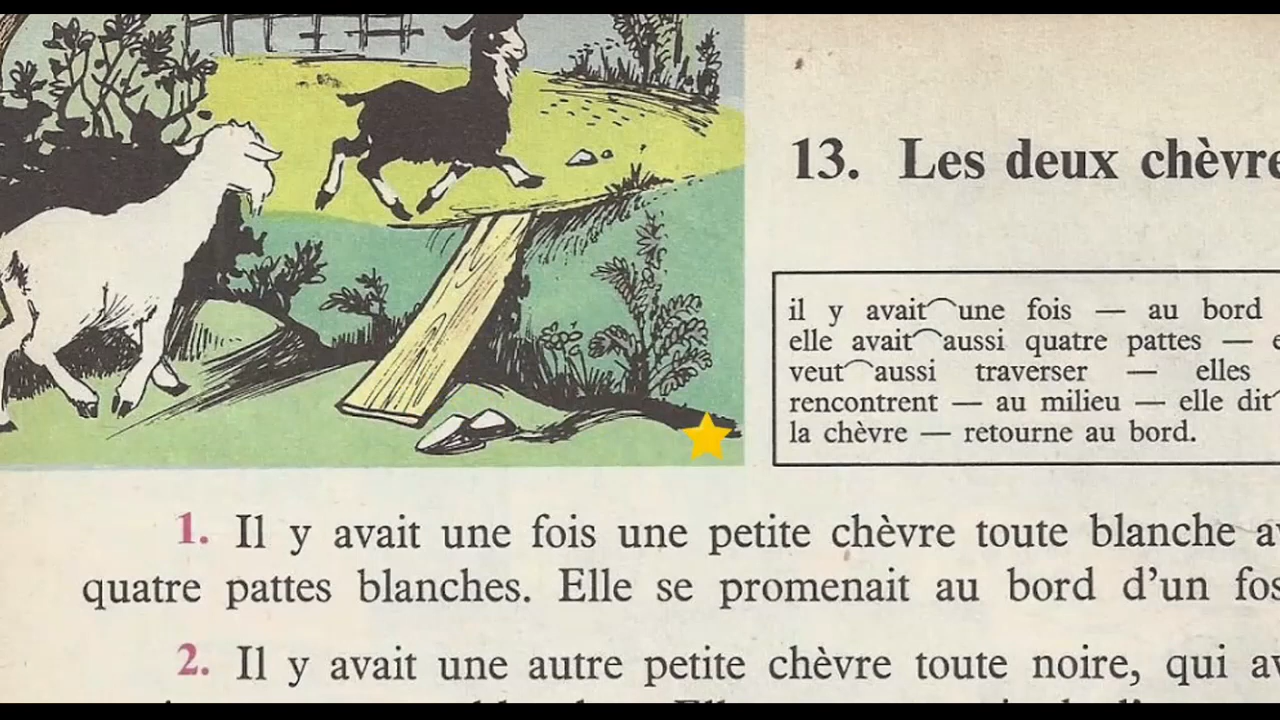 13. Les deux chèvre
il y avait une fois — au bord
elle avait aussi quatre pattes —
veut aussi traverser — elles
rencontrent — au milieu — elle dit
la chèvre — retourne au bord.
1. Il y avait une fois une petite chèvre toute blanche
quatre pattes blanches. Elle se promenait au bord d’un
2. Il y avait une autre petite chèvre toute noire, qui